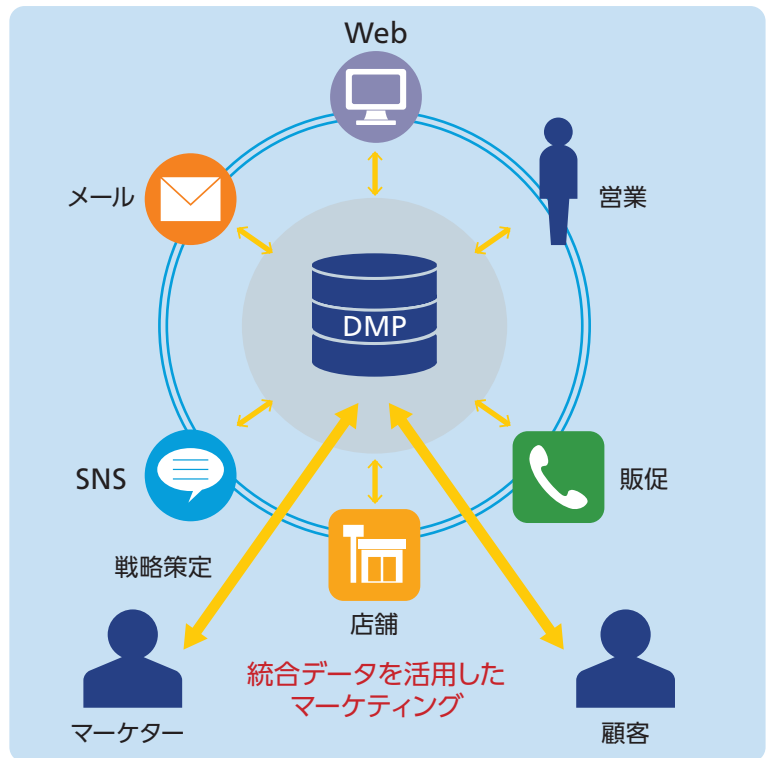 Web
メール
営業
DMP
SNS
販促
戦略策定
店舗
統合データを活用した
マーケティング
マーケター
顧客